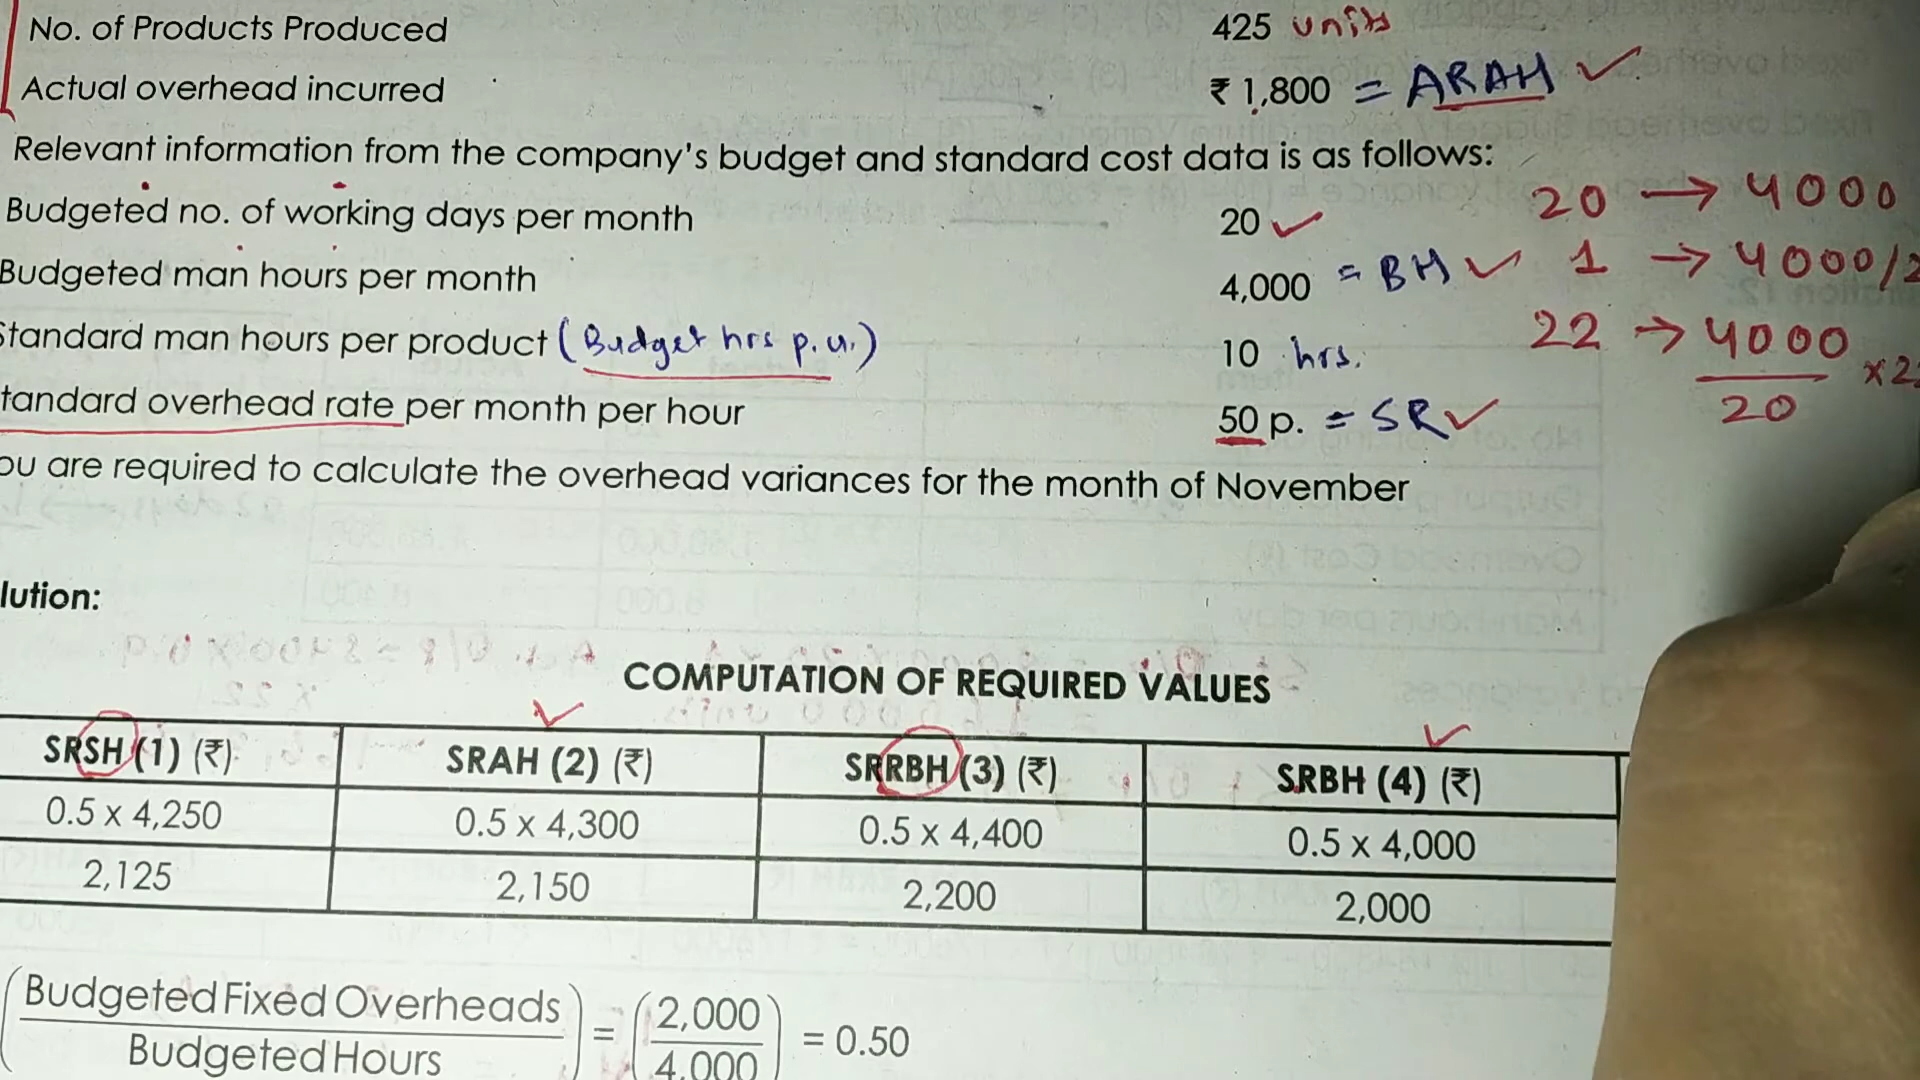 No. of Products Produced 425 units
Actual overhead incurred ₹ 1,800 = ARAH ✓
Relevant information from the company's budget and standard cost data is as follows:
Budgeted no. of working days per month 20 ✓ 20 → 4000
Budgeted man hours per month 4,000 = BH ✓ 1 → 4000/2
Standard man hours per product (Budget hrs p.u.) 10 hrs. 22 → 4000/20 x2
tandard overhead rate per month per hour 50 p. = SR ✓
ou are required to calculate the overhead variances for the month of November
lution:
COMPUTATION OF REQUIRED VALUES
SRSH (1) (₹) SRAH (2) (₹) SRRBH (3) (₹) SRBH (4) (₹)
0.5 x 4,250 0.5 x 4,300 0.5 x 4,400 0.5 x 4,000
2,125 2,150 2,200 2,000
(Budgeted Fixed Overheads
Budgeted Hours) = (2,000
4,000) = 0.50